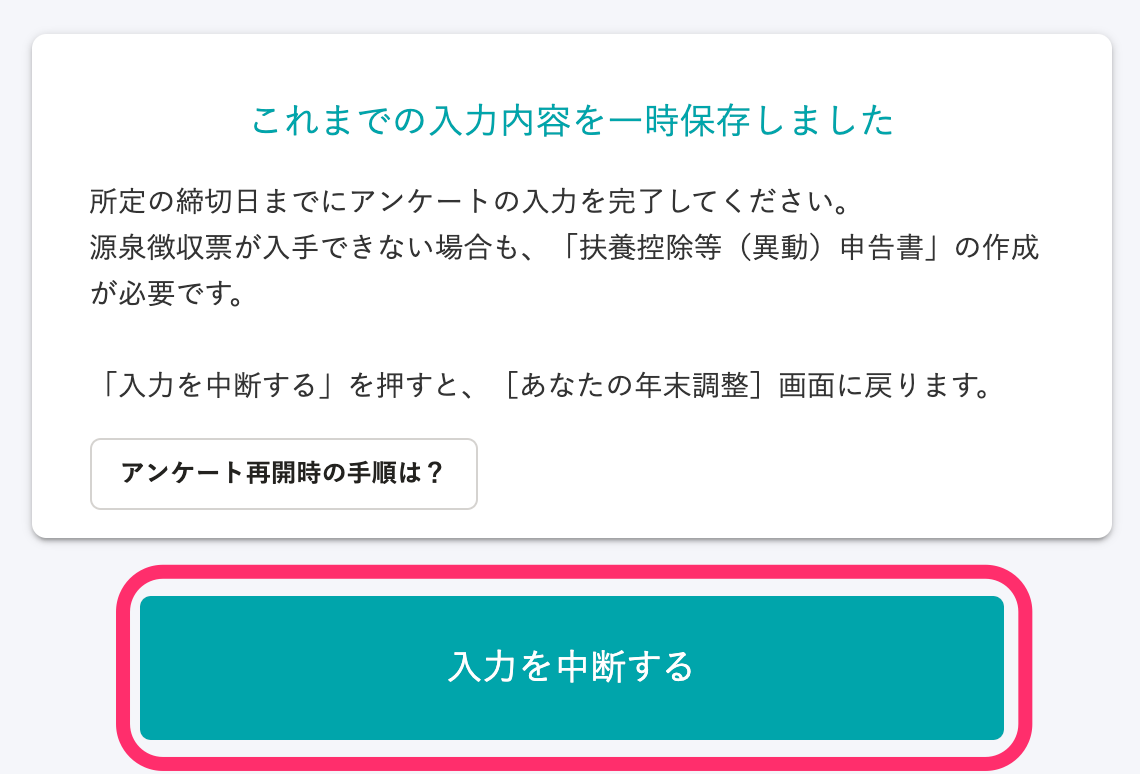 これまでの入力内容を一時保存しました
所定の締切日までにアンケートの入力を完了してください。
源泉徴収票が入手できない場合も、「扶養控除等（異動）申告書」の作成
が必要です。
「入力を中断する」を押すと、［あなたの年末調整］画面に戻ります。
アンケート再開時の手順は？
入力を中断する